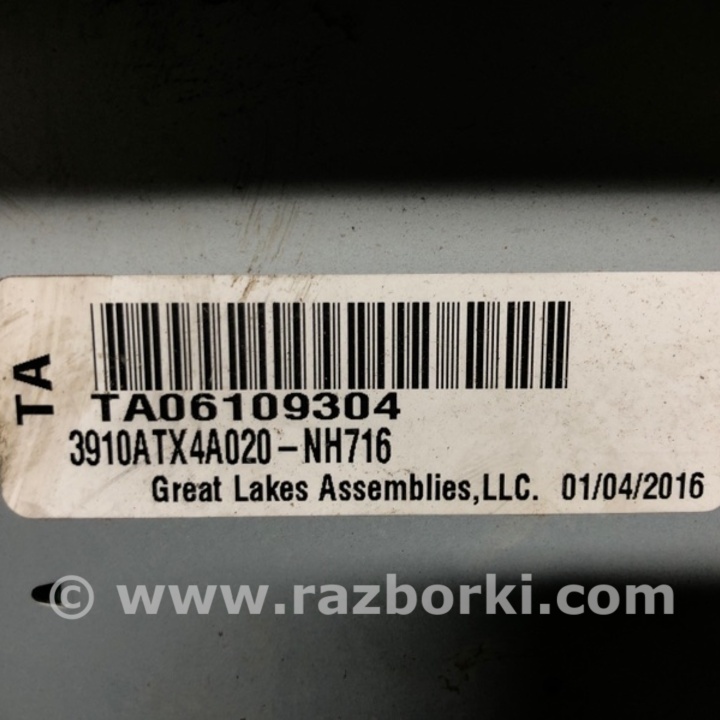 TA
TA06109304
3910ATX4A020-NH716
Great Lakes Assemblies,LLC. 01/04/2016
© www.razborki.com